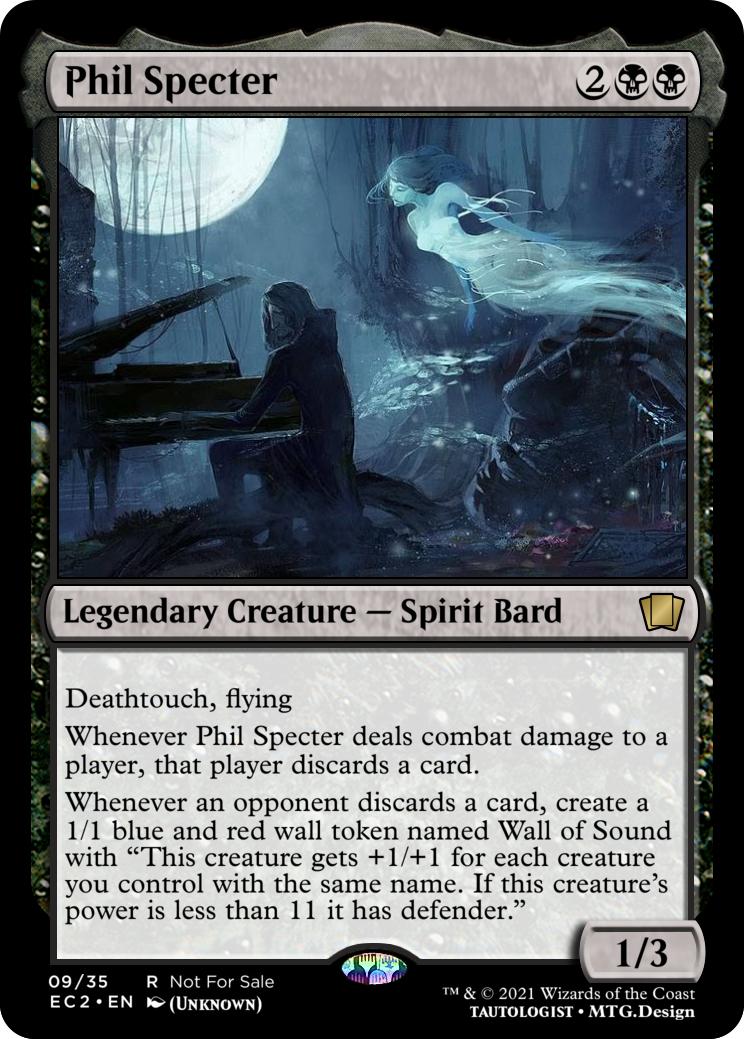 Phil Specter
2
Legendary Creature — Spirit Bard
Deathtouch, flying
Whenever Phil Specter deals combat damage to a
player, that player discards a card.
Whenever an opponent discards a card, create a
1/1 blue and red wall token named Wall of Sound
with “This creature gets +1/+1 for each creature
you control with the same name. If this creature’s
power is less than 11 it has defender.”
1/3
09/35 R Not For Sale
EC2 • EN (Unknown)
™ & © 2021 Wizards of the Coast
TAUTOLOGIST • MTG.Design